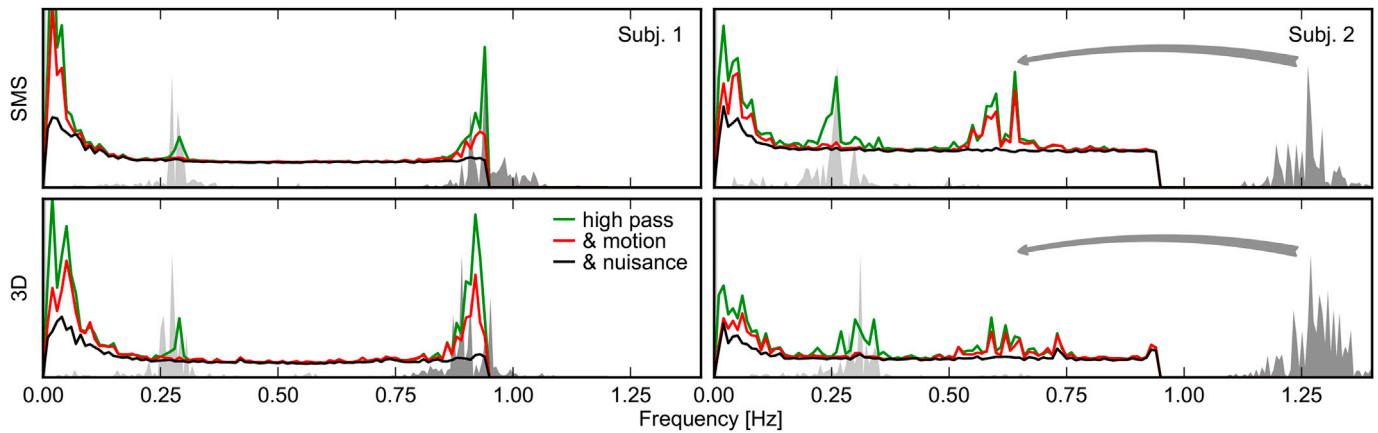 SMS
Subj. 1
Subj. 2
3D
high pass
& motion
& nuisance
0.00 0.25 0.50 0.75 1.00 1.25 0.00 0.25 0.50 0.75 1.00 1.25
Frequency [Hz]